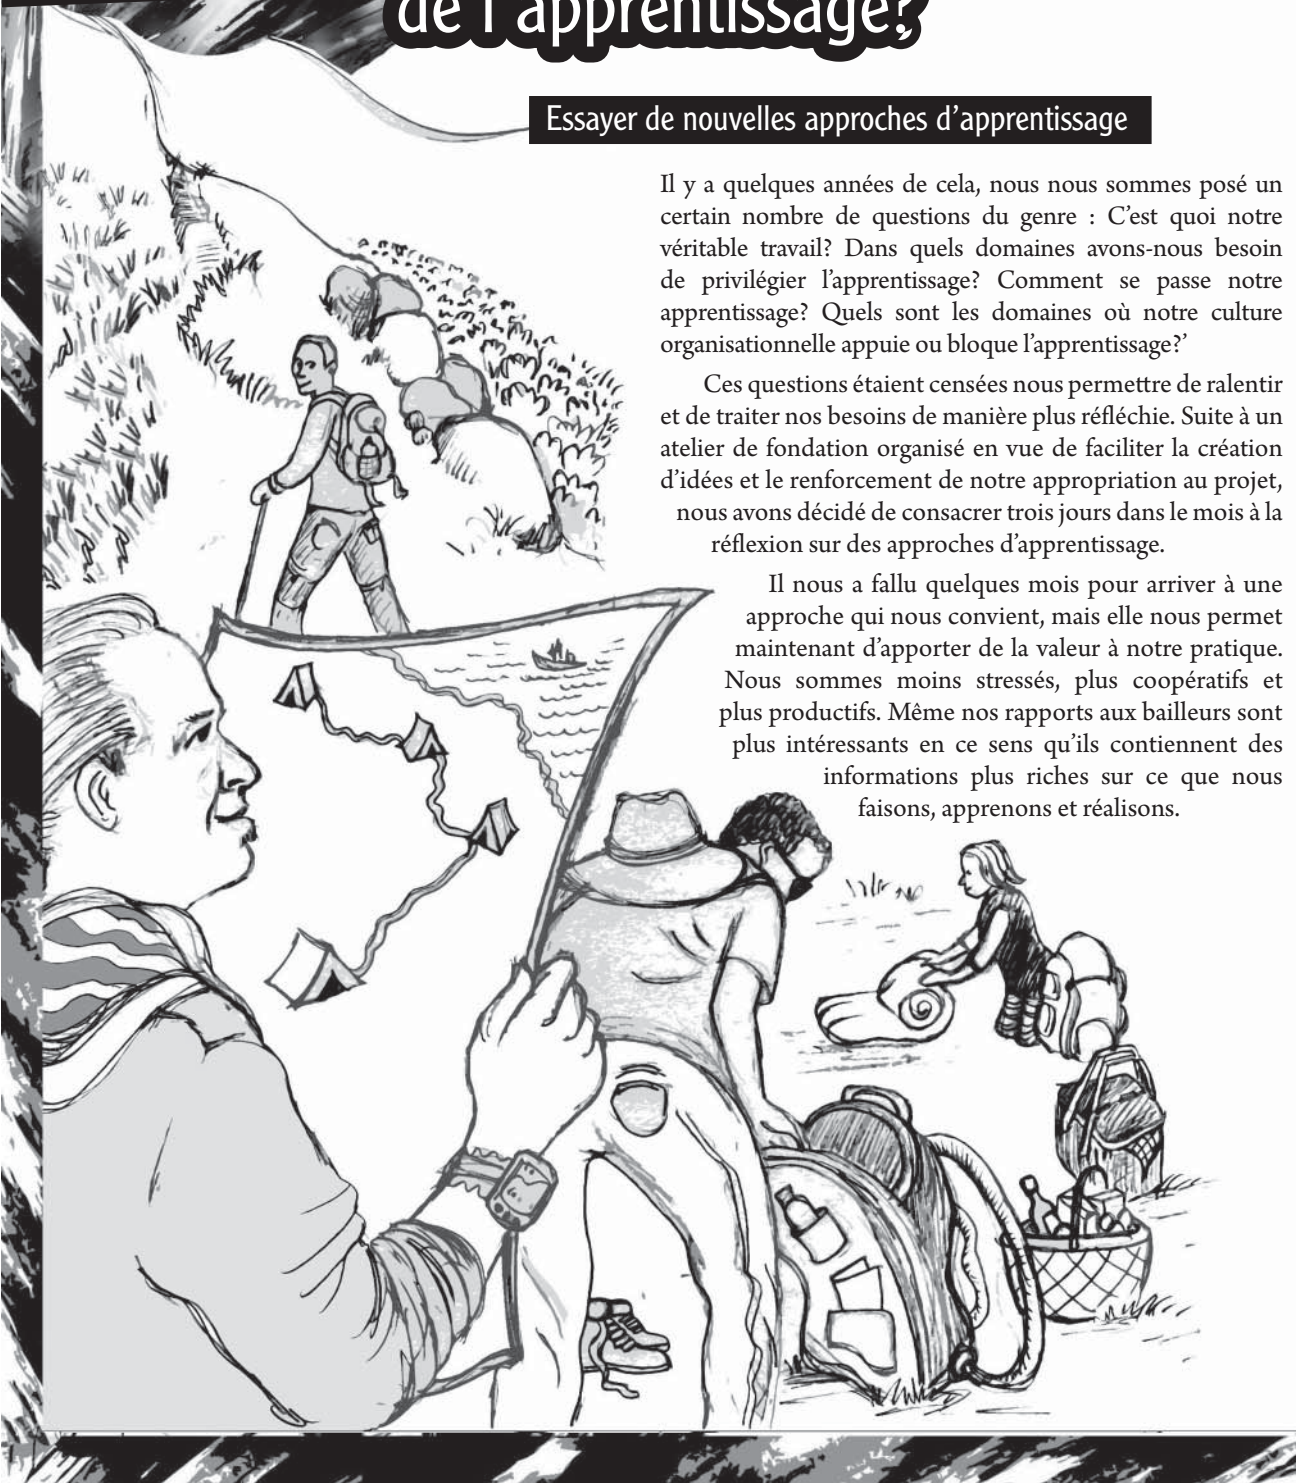 de l'apprentissage?
Essayer de nouvelles approches d'apprentissage
Il y a quelques années de cela, nous nous sommes posé un
certain nombre de questions du genre : C'est quoi notre
véritable travail? Dans quels domaines avons-nous besoin
de privilégier l'apprentissage? Comment se passe notre
apprentissage? Quels sont les domaines où notre culture
organisationnelle appuie ou bloque l'apprentissage?'
Ces questions étaient censées nous permettre de ralentir
et de traiter nos besoins de manière plus réfléchie. Suite à un
atelier de fondation organisé en vue de faciliter la création
d'idées et le renforcement de notre appropriation au projet,
nous avons décidé de consacrer trois jours dans le mois à la
réflexion sur des approches d'apprentissage.
Il nous a fallu quelques mois pour arriver à une
approche qui nous convient, mais elle nous permet
maintenant d'apporter de la valeur à notre pratique.
Nous sommes moins stressés, plus coopératifs et
plus productifs. Même nos rapports aux bailleurs sont
plus intéressants en ce sens qu'ils contiennent des
informations plus riches sur ce que nous
faisons, apprenons et réalisons.